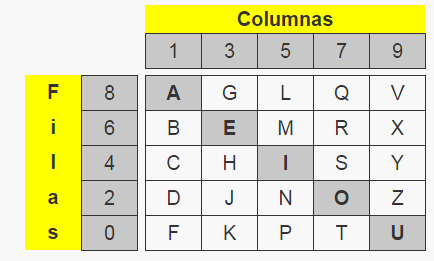 Columnas
1 3 5 7 9
F 8 A G L Q V
i 6 B E M R X
l 4 C H I S Y
a 2 D J N O Z
s 0 F K P T U